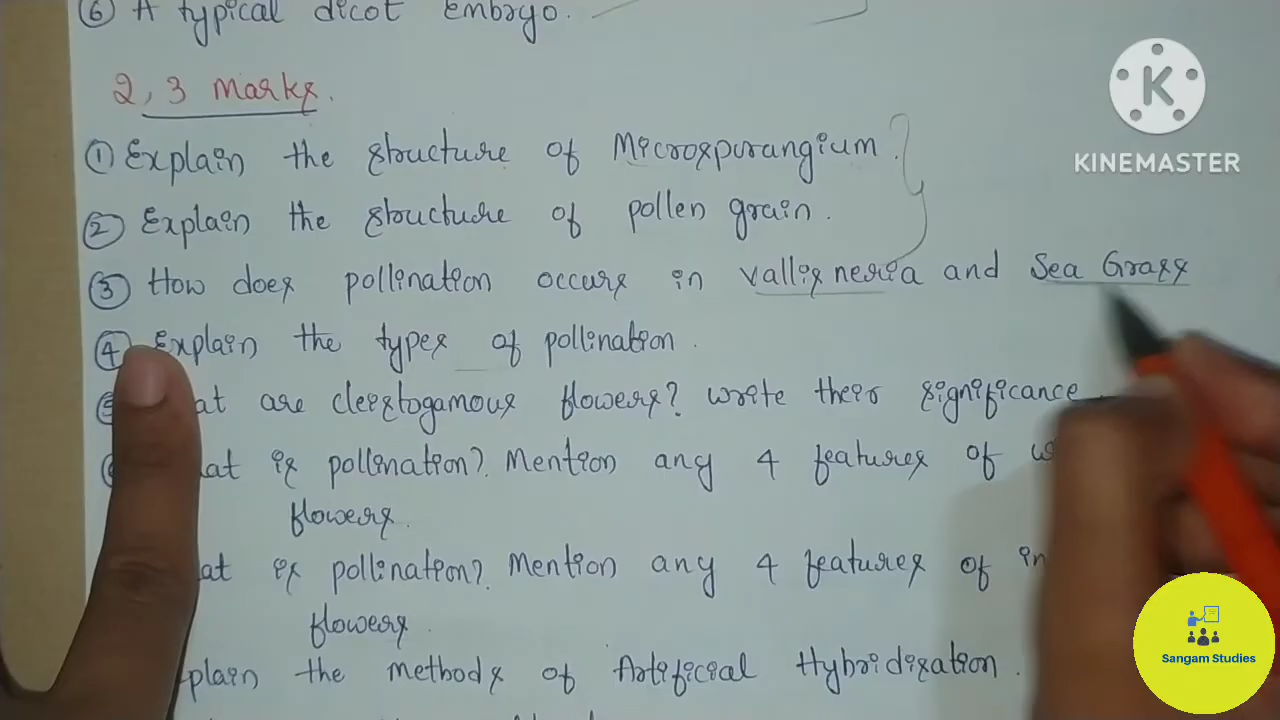 ⑥ A typical dicot embryo.
2, 3 Marks.
KINEMASTER
① Explain the structure of Microspurangium.
② Explain the structure of pollen grain.
③ How does pollination occurs in vallisneria and Sea Grass
④ Explain the types of pollination.
at are cleistogamous flowers? write their significance.
at is pollination? Mention any 4 features of
flowers.
at is pollination? Mention any 4 features of in
flowers.
plain the methods of Artificial Hybridization.
Sangam Studies